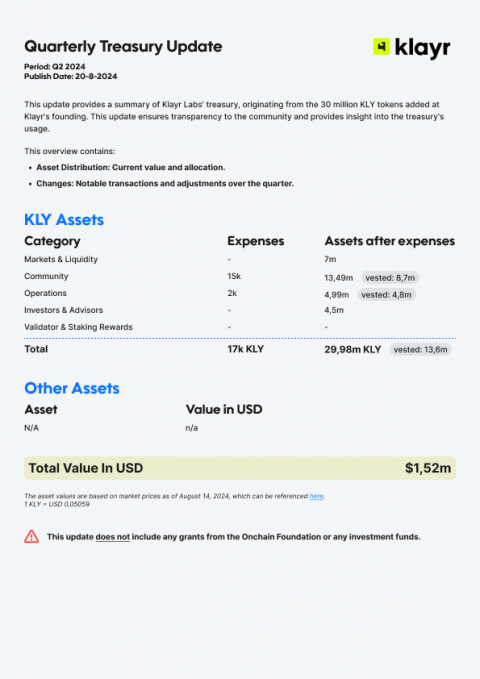 Quarterly Treasury Update
klayr
Period: Q2 2024
Publish Date: 20-8-2024
This update provides a summary of Klayr Labs' treasury, originating from the 30 million KLY tokens added at
Klayr's founding. This update ensures transparency to the community and provides insight into the treasury's
usage.
This overview contains:
• Asset Distribution: Current value and allocation.
• Changes: Notable transactions and adjustments over the quarter.
KLY Assets
Category Expenses Assets after expenses
Markets & Liquidity - 7m
Community 15k 13,49m vested: 8,7m
Operations 2k 4,99m vested: 4,8m
Investors & Advisors - 4,5m
Validator & Staking Rewards - -
Total 17k KLY 29,98m KLY vested: 13,6m
Other Assets
Asset Value in USD
N/A n/a
Total Value In USD $1,52m
The asset values are based on market prices as of August 14, 2024, which can be referenced here.
1 KLY = USD 0,05059
This update does not include any grants from the Onchain Foundation or any investment funds.